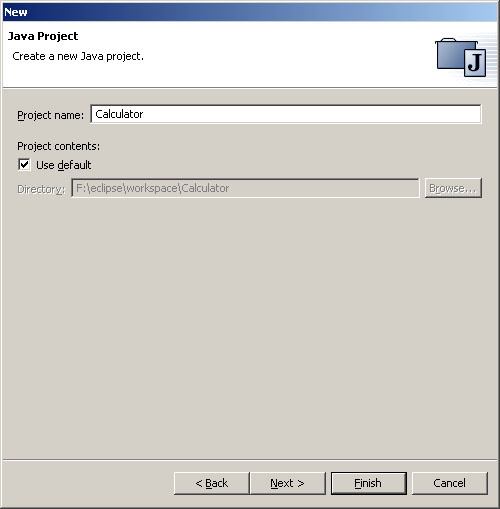 New
Java Project
Create a new Java project.
J
Project name: Calculator
Project contents:
Use default
Directory: F:\eclipse\workspace\Calculator Browse...
< Back Next > Finish Cancel